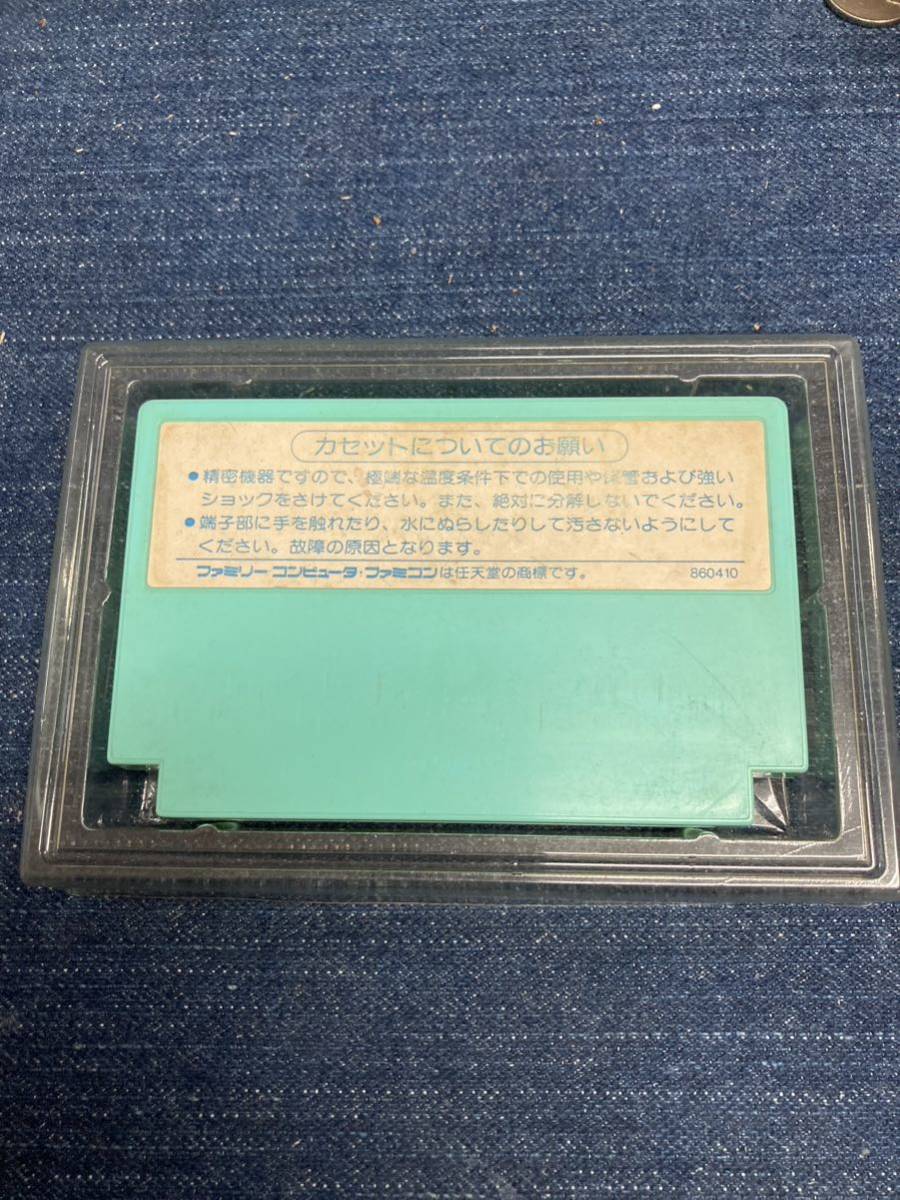 カセットについてのお願い
●精密機器ですので、極端な温度条件下での使用や保管および強い
ショックをさけてください。また、絶対に分解しないでください。
●端子部に手を触れたり、水にぬらしたりして汚さないようにして
ください。故障の原因となります。
ファミリーコンピュータ・ファミコンは任天堂の商標です。 860410